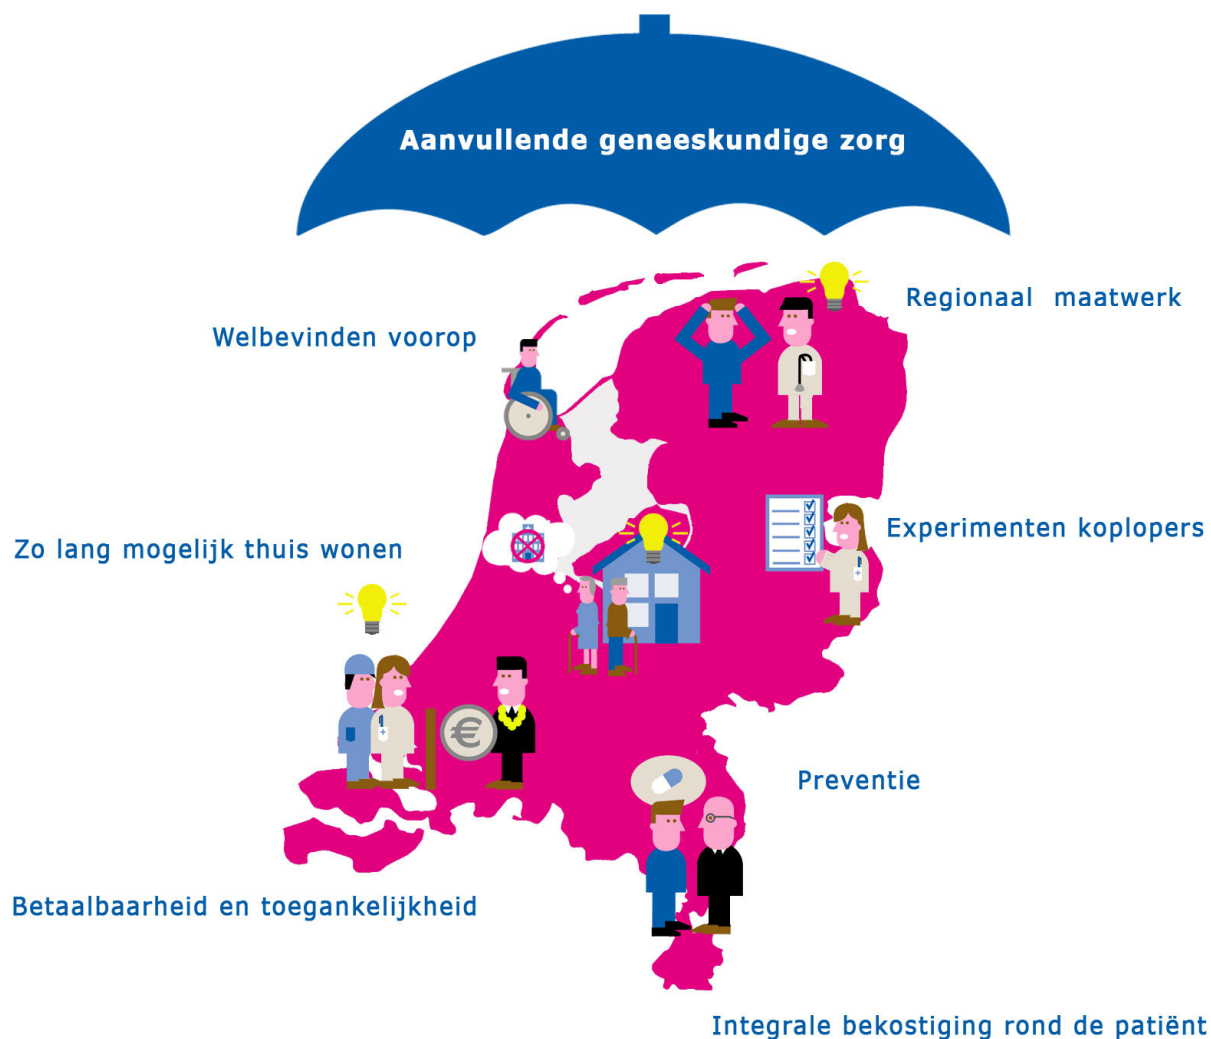 Aanvullende geneeskundige zorg
Regionaal maatwerk
Welbevinden voorop
Experimenten koplopers
Zo lang mogelijk thuis wonen
€
Preventie
Betaalbaarheid en toegankelijkheid
Integrale bekostiging rond de patiënt